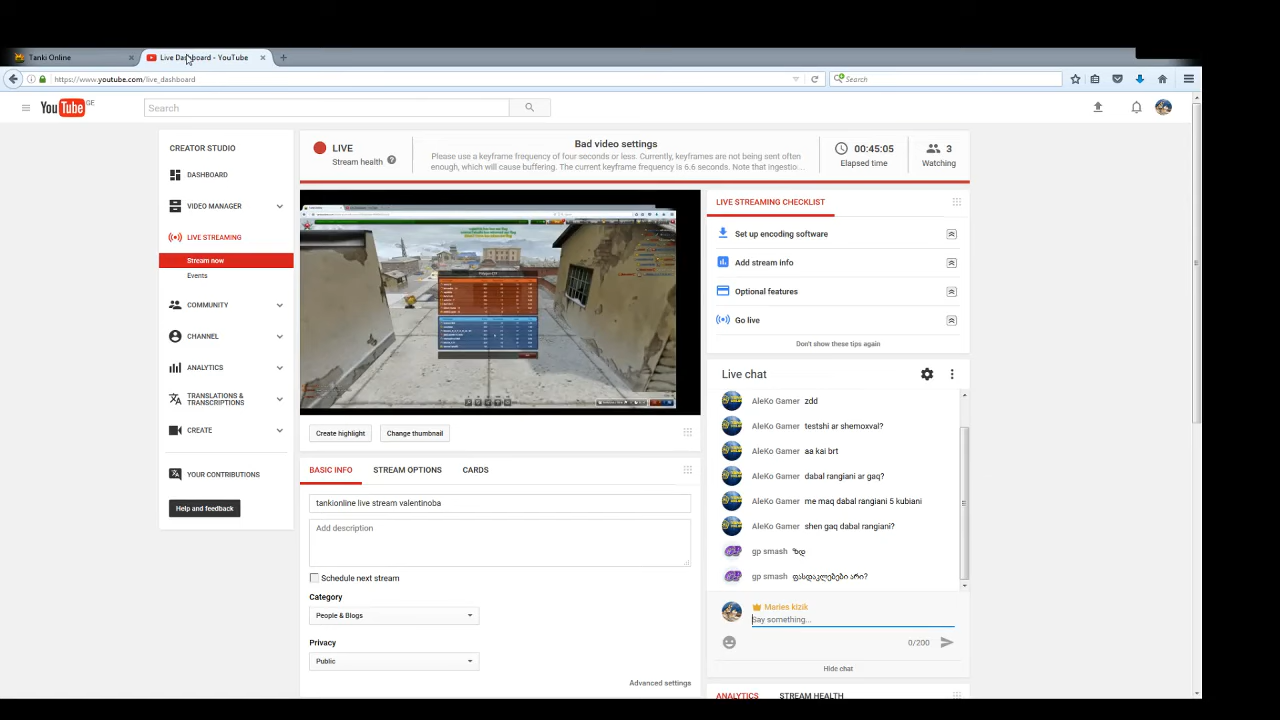 Tanki Online
Live Dashboard - YouTube
https://www.youtube.com/live_dashboard
Search
YouTube GE
Search
CREATOR STUDIO
DASHBOARD
VIDEO MANAGER
LIVE STREAMING
Stream now
Events
COMMUNITY
CHANNEL
ANALYTICS
TRANSLATIONS &
TRANSCRIPTIONS
CREATE
YOUR CONTRIBUTIONS
Help and feedback
LIVE
Stream health
Bad video settings
Please use a keyframe frequency of four seconds or less. Currently, keyframes are not being sent often
enough, which will cause buffering. The current keyframe frequency is 6.6 seconds. Note that ingestio...
00:45:05
Elapsed time
3
Watching
Create highlight
Change thumbnail
BASIC INFO
STREAM OPTIONS
CARDS
tankionline live stream valentinoba
Add description
Schedule next stream
Category
People & Blogs
Privacy
Public
Advanced settings
LIVE STREAMING CHECKLIST
Set up encoding software
Add stream info
Optional features
Go live
Don't show these tips again
Live chat
AleKo Gamer zdd
AleKo Gamer testshi ar shemoxval?
AleKo Gamer aa kai brt
AleKo Gamer dabal rangiani ar gaq?
AleKo Gamer me maq dabal rangiani 5 kubiani
AleKo Gamer shen gaq dabal rangiani?
gp smash ზდ
gp smash ფასდაკლებები არი?
Maries kizik
Say something...
0/200
Hide chat
ANALYTICS
STREAM HEALTH